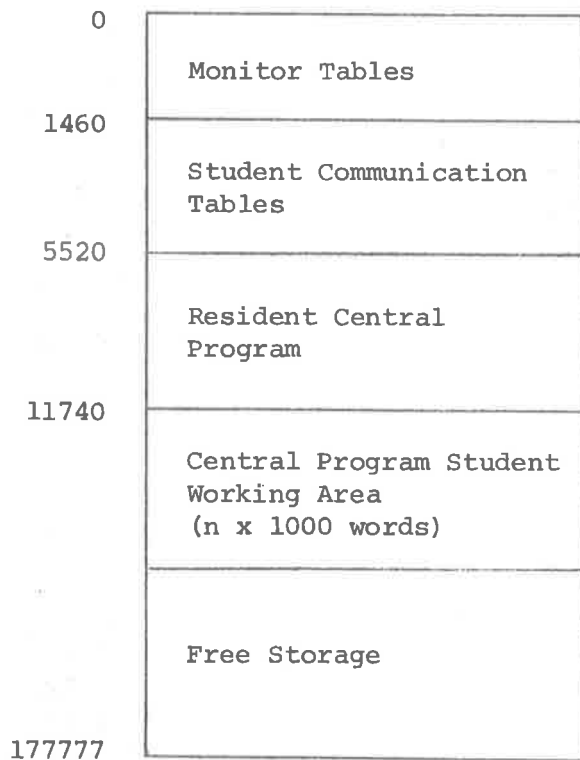 0
Monitor Tables
1460
Student Communication
Tables
5520
Resident Central
Program
11740
Central Program Student
Working Area
(n x 1000 words)
Free Storage
177777